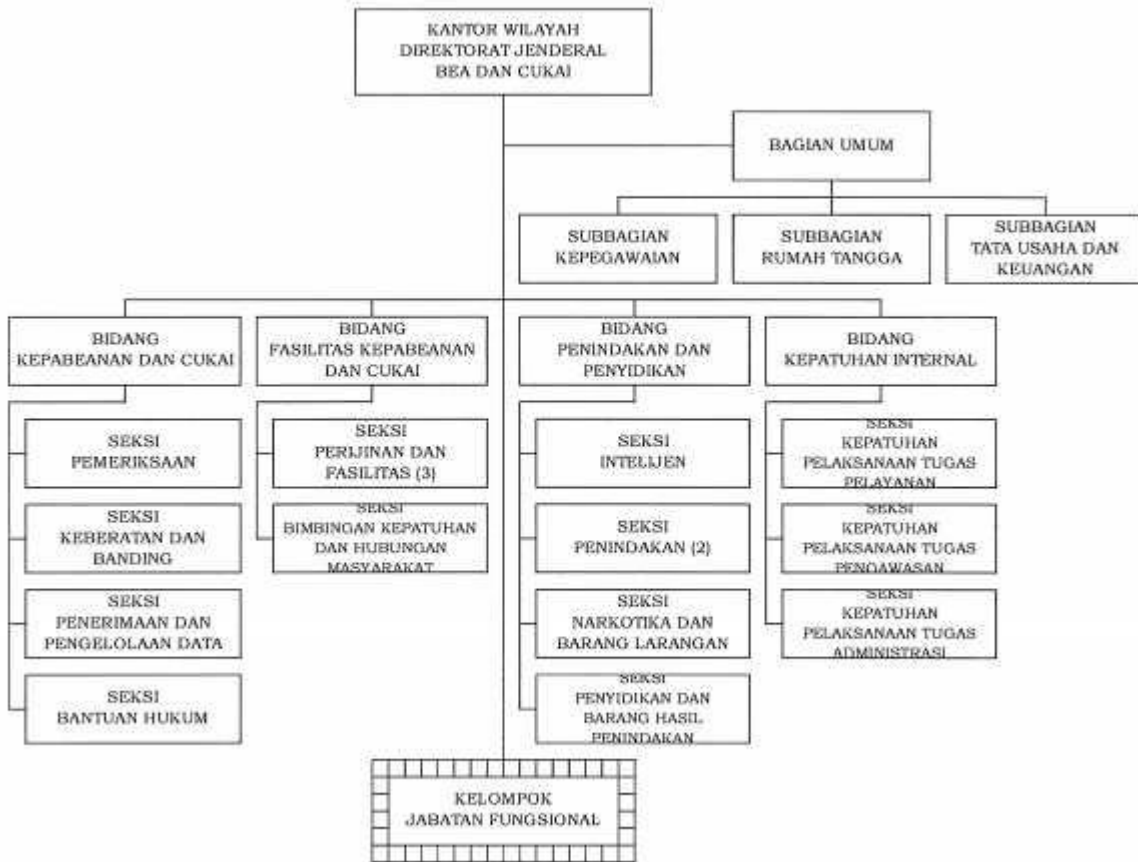 KANTOR WILAYAH
DIREKTORAT JENDERAL
BEA DAN CUKAI
BAGIAN UMUM
SUBBAGIAN
KEPEGAWAIAN
SUBBAGIAN
RUMAH TANGGA
SUBBAGIAN
TATA USAHA DAN
KEUANGAN
BIDANG
KEPABEANAN DAN CUKAI
BIDANG
FASILITAS KEPABEANAN
DAN CUKAI
BIDANG
PENINDAKAN DAN
PENYIDIKAN
BIDANG
KEPATUHAN INTERNAL
SEKSI
PEMERIKSAAN
SEKSI
KEBERATAN DAN
BANDING
SEKSI
PENERIMAAN DAN
PENGELOLAAN DATA
SEKSI
BANTUAN HUKUM
SEKSI
PERIJINAN DAN
FASILITAS (3)
SEKSI
BIMBINGAN KEPATUHAN
DAN HUBUNGAN
MASYARAKAT
SEKSI
INTELIJEN
SEKSI
PENINDAKAN (2)
SEKSI
NARKOTIKA DAN
BARANG LARANGAN
SEKSI
PENYIDIKAN DAN
BARANG HASIL
PENINDAKAN
SEKSI
KEPATUHAN
PELAKSANAAN TUGAS
PELAYANAN
SEKSI
KEPATUHAN
PELAKSANAAN TUGAS
PENGAWASAN
SEKSI
KEPATUHAN
PELAKSANAAN TUGAS
ADMINISTRASI
KELOMPOK
JABATAN FUNGSIONAL